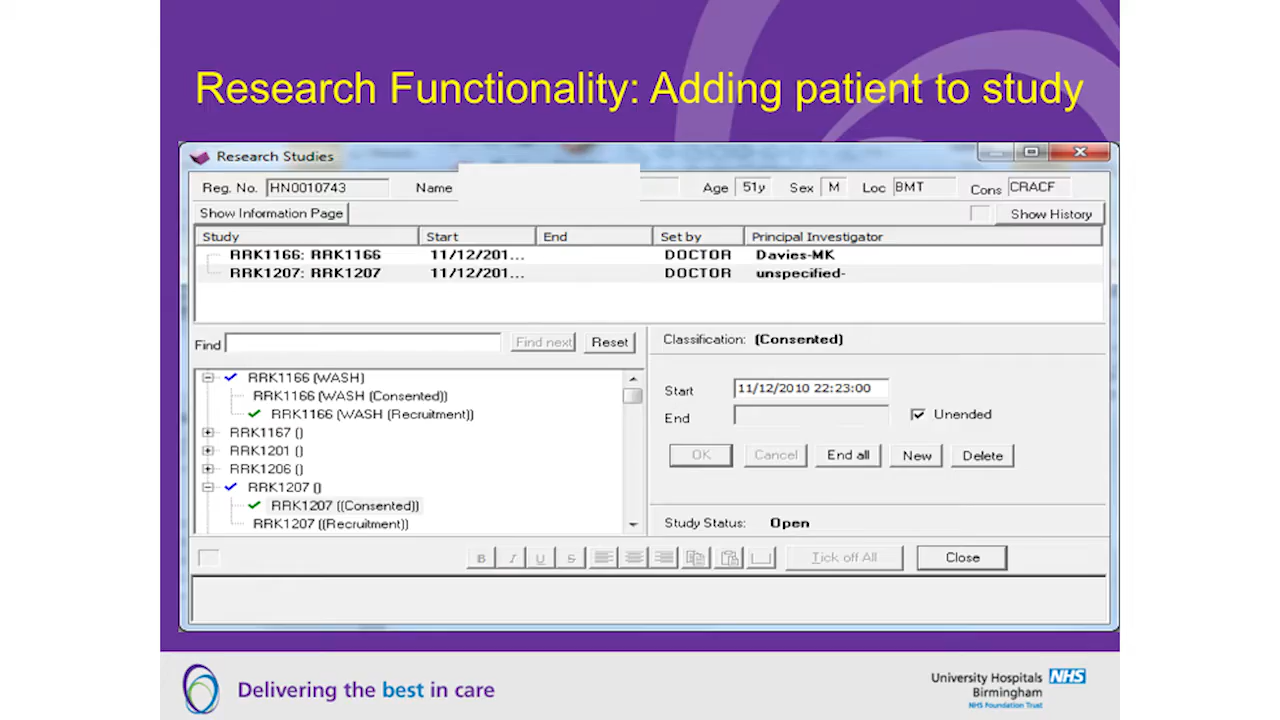 Research Functionality: Adding patient to study
Research Studies
Reg. No. HN0010743 Name Age 51y Sex M Loc BMT Cons CRACF
Show Information Page Show History
Study Start End Set by Principal Investigator
RRK1166: RRK1166 11/12/201... DOCTOR Davies-MK
RRK1207: RRK1207 11/12/201... DOCTOR unspecified-
Find Find next Reset
Classification: (Consented)
RRK1166 (WASH)
RRK1166 (WASH (Consented))
RRK1166 (WASH (Recruitment))
RRK1167 ()
RRK1201 ()
RRK1206 ()
RRK1207 ()
RRK1207 ((Consented))
RRK1207 ((Recruitment))
Start 11/12/2010 22:23:00
End Unended
OK Cancel End all New Delete
Study Status: Open
B I U S Tick off All Close
Delivering the best in care
University Hospitals NHS
Birmingham
NHS Foundation Trust